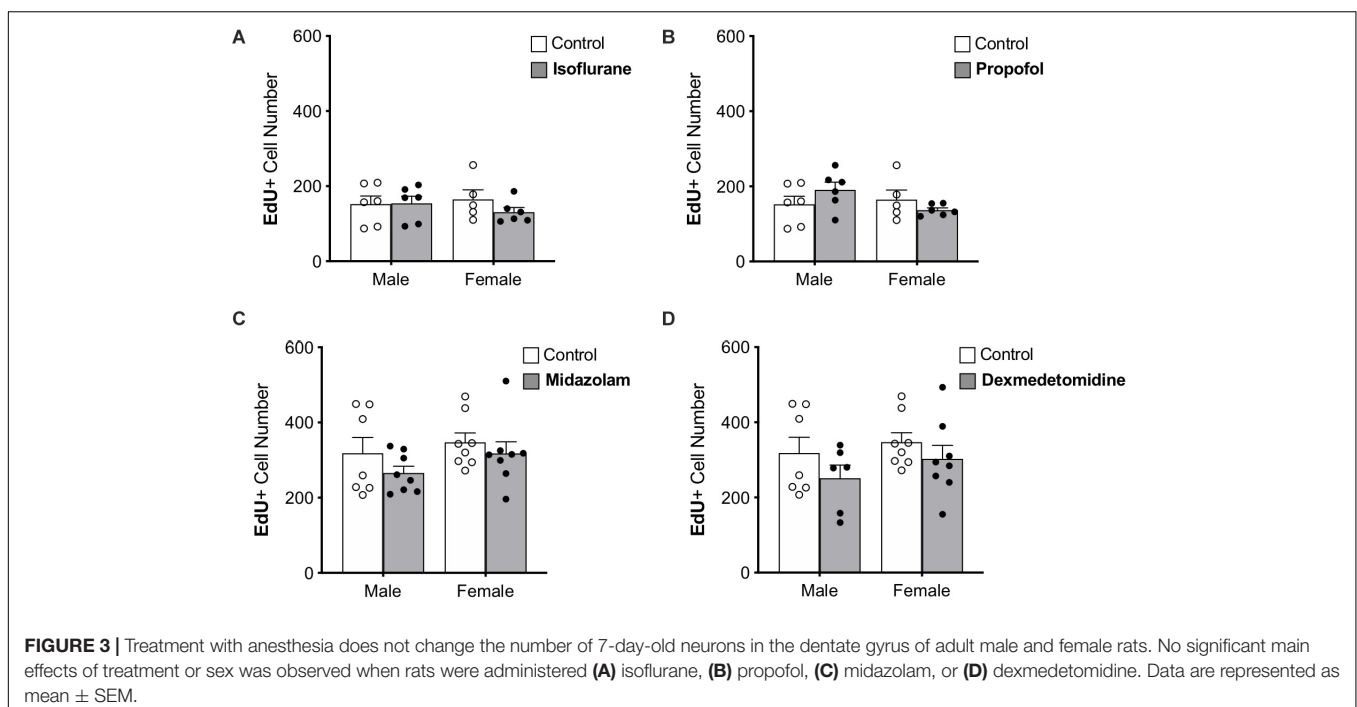 A
600
400
200
0
EdU+ Cell Number
Control
Isoflurane
Male
Female
B
600
400
200
0
EdU+ Cell Number
Control
Propofol
Male
Female
C
600
400
200
0
EdU+ Cell Number
Control
Midazolam
Male
Female
D
600
400
200
0
EdU+ Cell Number
Control
Dexmedetomidine
Male
Female
FIGURE 3 | Treatment with anesthesia does not change the number of 7-day-old neurons in the dentate gyrus of adult male and female rats. No significant main
effects of treatment or sex was observed when rats were administered (A) isoflurane, (B) propofol, (C) midazolam, or (D) dexmedetomidine. Data are represented as
mean ± SEM.